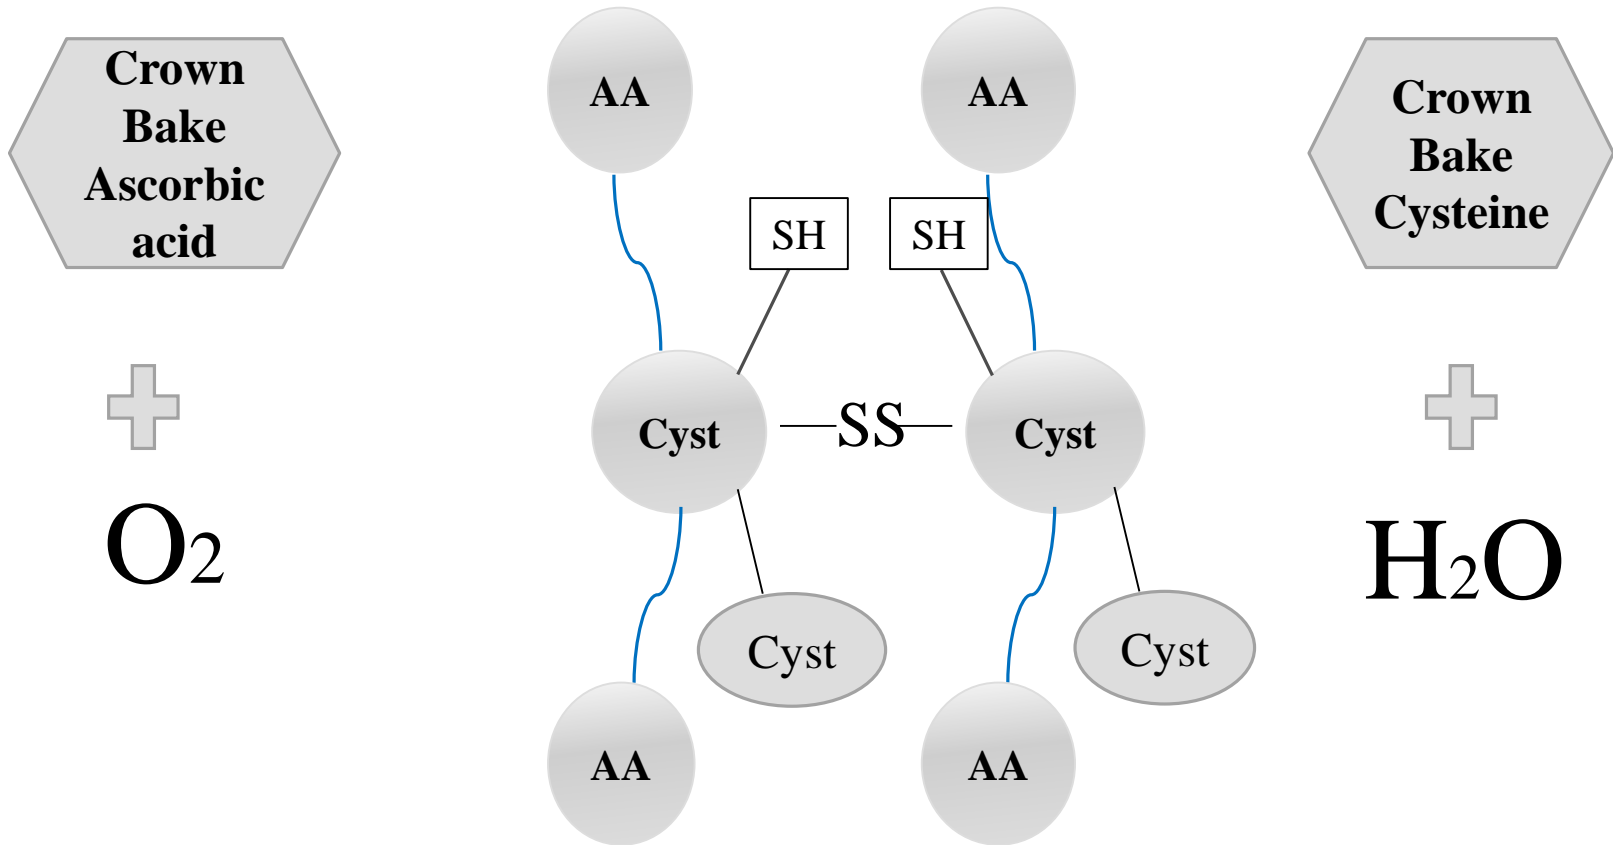 Crown
Bake
Ascorbic
acid
O2
AA
AA
SH
SH
Cyst
SS
Cyst
Cyst
Cyst
AA
AA
Crown
Bake
Cysteine
H2O